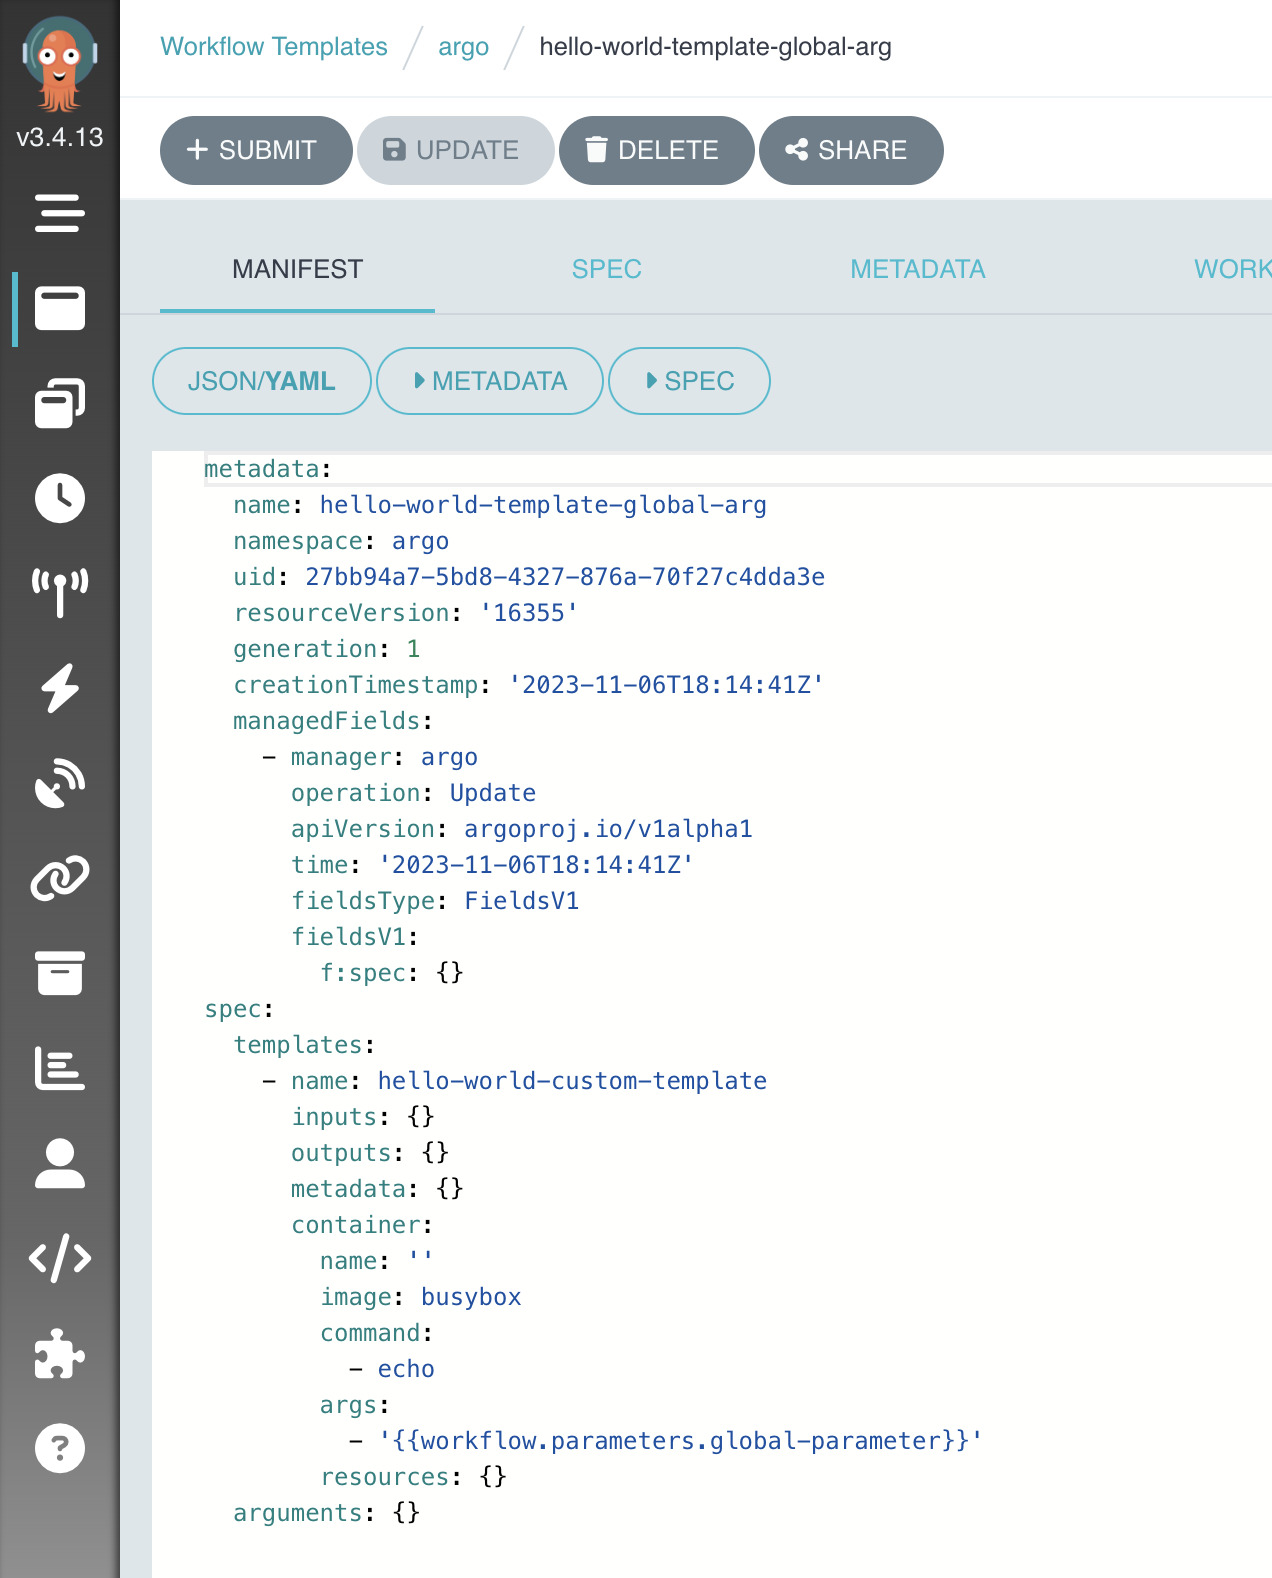 Workflow Templates / argo / hello-world-template-global-arg
v3.4.13
+ SUBMIT UPDATE DELETE SHARE
MANIFEST SPEC METADATA WORK
JSON/YAML METADATA SPEC
metadata:
  name: hello-world-template-global-arg
  namespace: argo
  uid: 27bb94a7-5bd8-4327-876a-70f27c4dda3e
  resourceVersion: '16355'
  generation: 1
  creationTimestamp: '2023-11-06T18:14:41Z'
  managedFields:
    - manager: argo
      operation: Update
      apiVersion: argoproj.io/v1alpha1
      time: '2023-11-06T18:14:41Z'
      fieldsType: FieldsV1
      fieldsV1:
        f:spec: {}
spec:
  templates:
    - name: hello-world-custom-template
      inputs: {}
      outputs: {}
      metadata: {}
      container:
        name: ''
        image: busybox
        command:
          - echo
        args:
          - '{{workflow.parameters.global-parameter}}'
        resources: {}
  arguments: {}